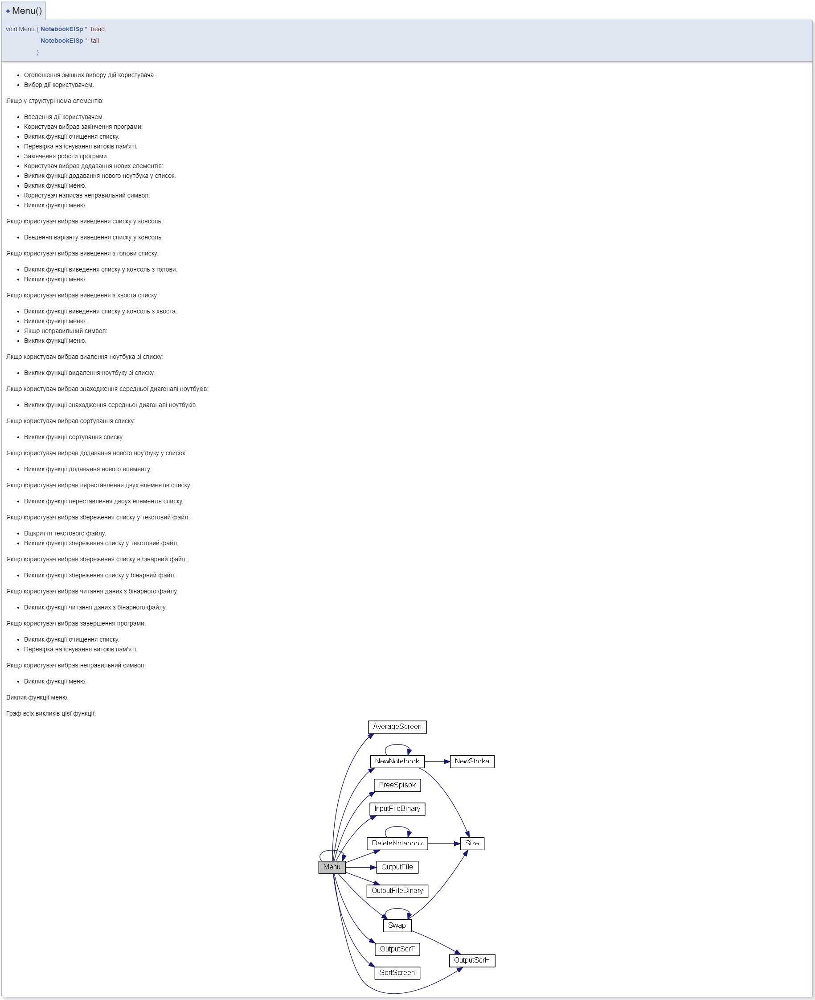 Menu()
void Menu ( NotebookElSp * head,
NotebookElSp * tail
)
Оголошення змінних вибору дій користувача.
Вибор дії користувачем.
Якщо у структурі нема елементів:
Введення дії користувачем.
Користувач вибрав закінчення програми:
Виклик функції очищення списку.
Перевірка на існування витоків пам'яті.
Закінчення роботи програми.
Користувач вибрав додавання нових елементів:
Виклик функції додавання нового ноутбука у список.
Виклик функції меню.
Користувач написав неправильний символ:
Виклик функції меню.
Якщо користувач вибрав виведення списку у консоль:
Введення варіанту виведення списку у консоль
Якщо користувач вибрав виведення з голови списку:
Виклик функції виведення списку у консоль з голови.
Виклик функції меню.
Якщо користувач вибрав виведення з хвоста списку:
Виклик функції виведення списку у консоль з хвоста.
Виклик функції меню.
Якщо неправильний символ:
Виклик функції меню.
Якщо користувач вибрав виалення ноутбука зі списку:
Виклик функції видалення ноутбуку зі списку.
Якщо користувач вибрав знаходження середньої диагоналі ноутбуків:
Виклик функції знаходження середньої диагоналі ноутбуків.
Якщо користувач вибрав сортування списку:
Виклик функції сортування списку.
Якщо користувач вибрав додавання нового ноутбуку у список:
Виклик функції додавання нового елементу.
Якщо користувач вибрав переставлення двух елементів списку:
Виклик функції переставлення двоух елементів списку.
Якщо користувач вибрав збереження списку у текстовий файл:
Відкриття текстового файлу.
Виклик функції збереження списку у текстовий файл.
Якщо користувач вибрав збереження списку в бінарний файл:
Виклик функції збереження списку у бінарний файл.
Якщо користувач вибрав читання даних з бінарного файлу:
Виклик функції читання даних з бінарного файлу.
Якщо користувач вибрав завершення програми:
Виклик функції очищення списку.
Перевірка на існування витоків пам'яті.
Якщо користувач вибрав неправильний символ:
Виклик функції меню.
Виклик функції меню.
Граф всіх викликів цієї функції:
AverageScreen
NewNotebook
NewStroka
FreeSpisok
InputFileBinary
DeleteNotebook
Size
Menu
OutputFile
OutputFileBinary
Swap
OutputScrT
OutputScrH
SortScreen